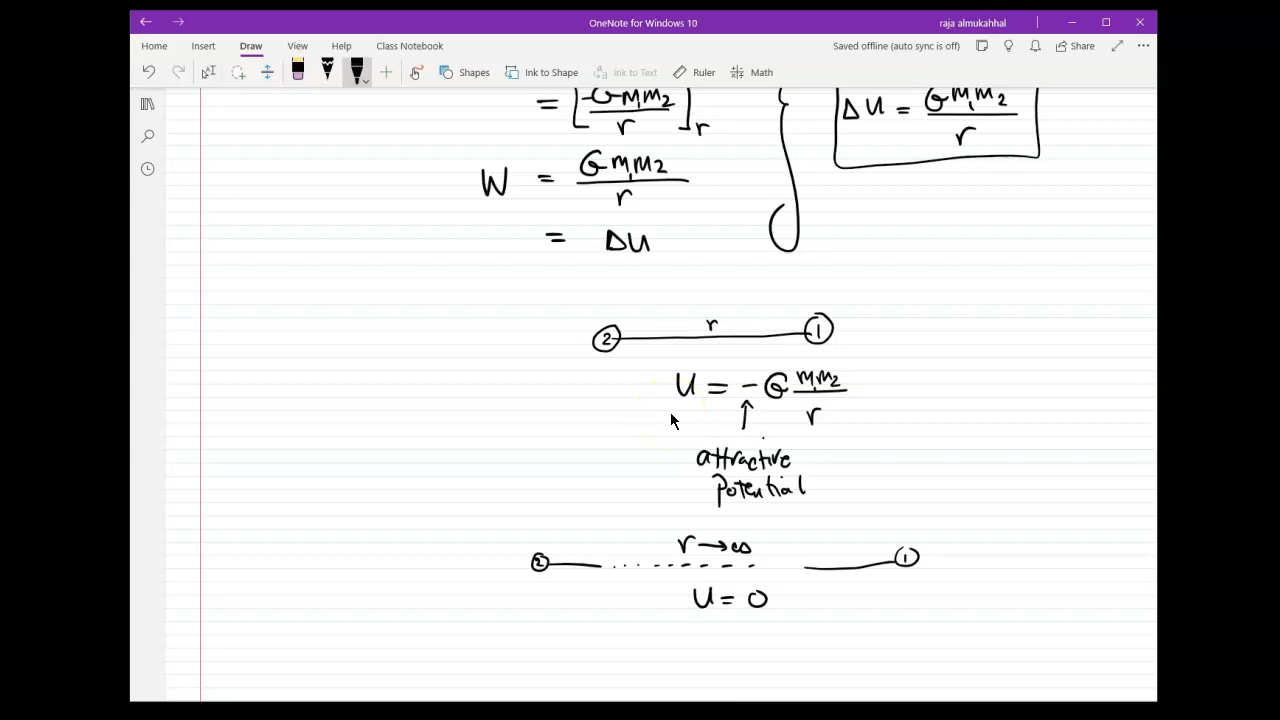 OneNote for Windows 10
raja almukahhal
Home Insert Draw View Help Class Notebook
Saved offline (auto sync is off) Share
Shapes Ink to Shape Ink to Text Ruler Math
= [-Gm₁m₂/r]r
ΔU = Gm₁m₂/r
W = Gm₁m₂/r
= ΔU
② r ①
U = -G m₁m₂/r
↑
attractive
potential
r→∞
② ①
U = 0